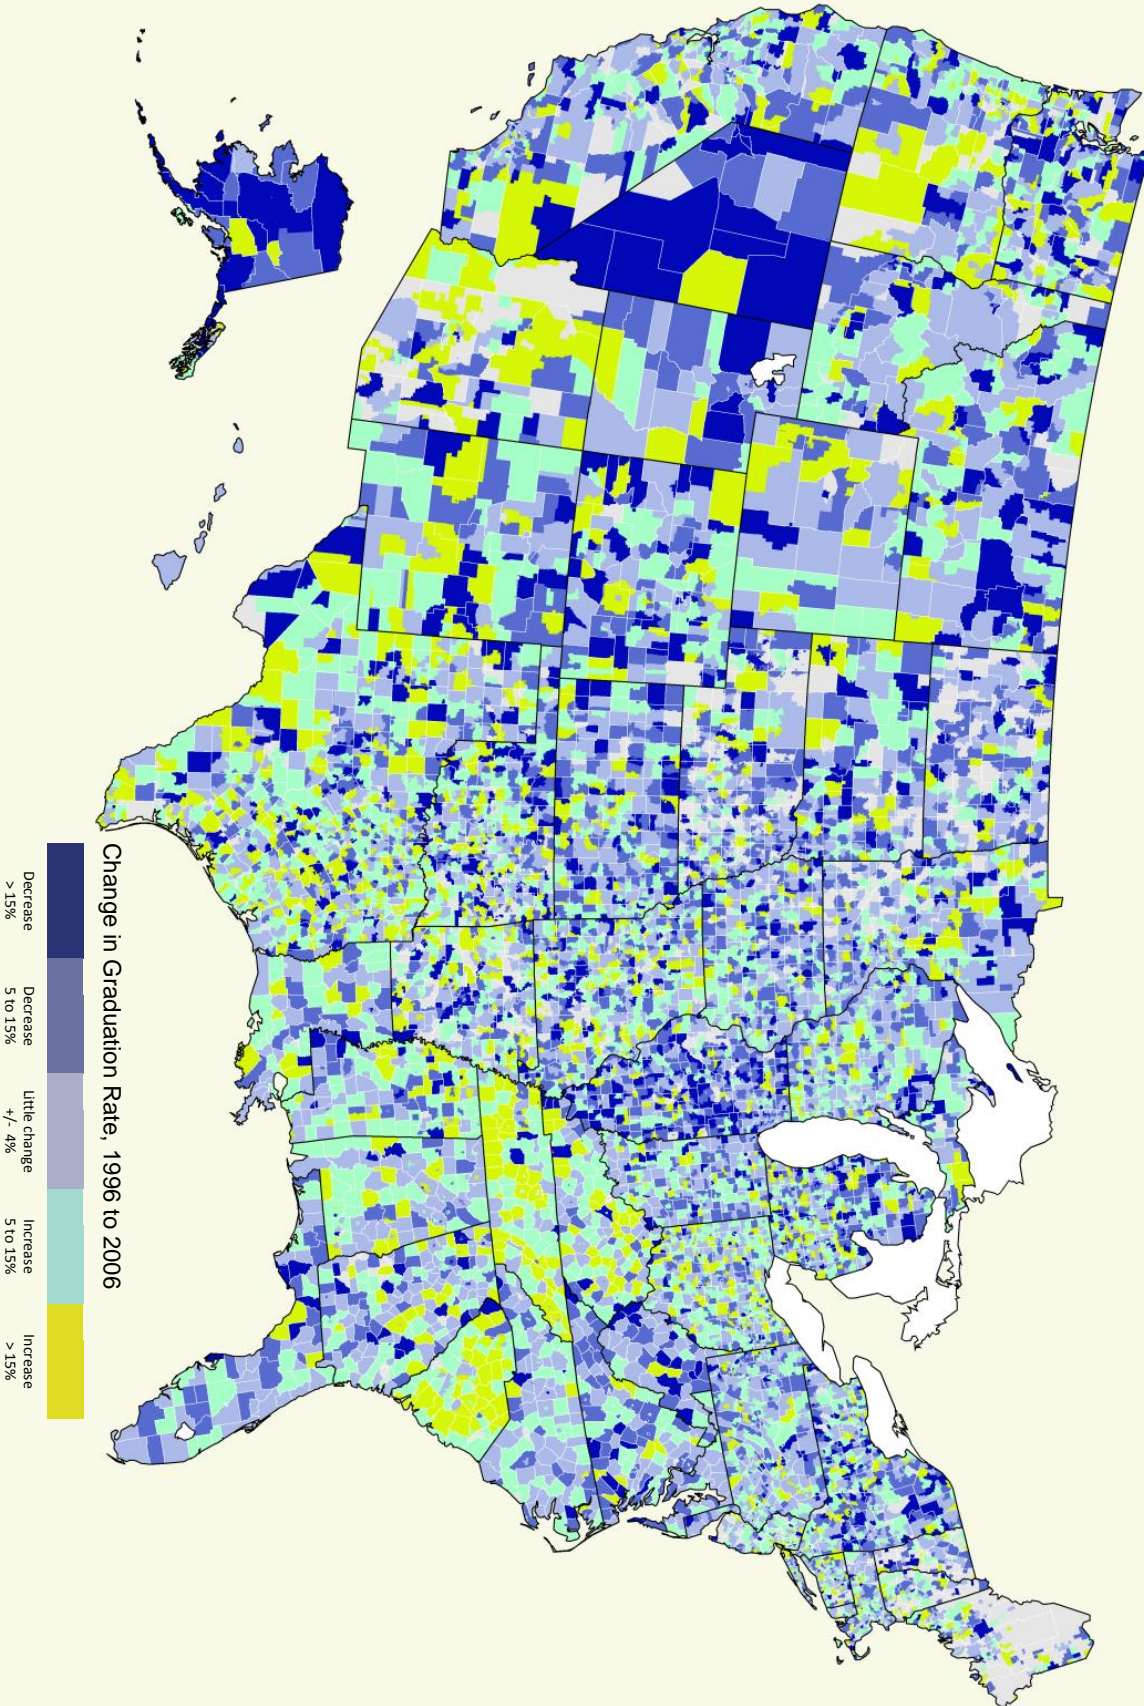 Change in Graduation Rate, 1996 to 2006
Decrease
> 15%
Decrease
5 to 15%
Little change
+/- 4%
Increase
5 to 15%
Increase
> 15%